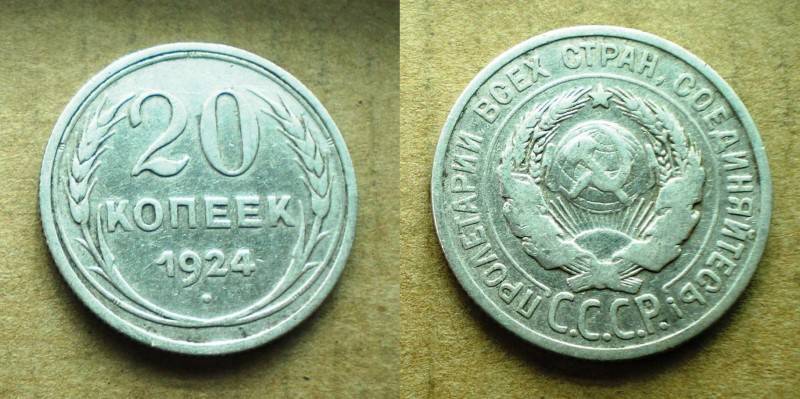 20
КОПЕЕК
1924
ПРОЛЕТАРИИ ВСЕХ СТРАН, СОЕДИНЯЙТЕСЬ!
С.С.С.Р.